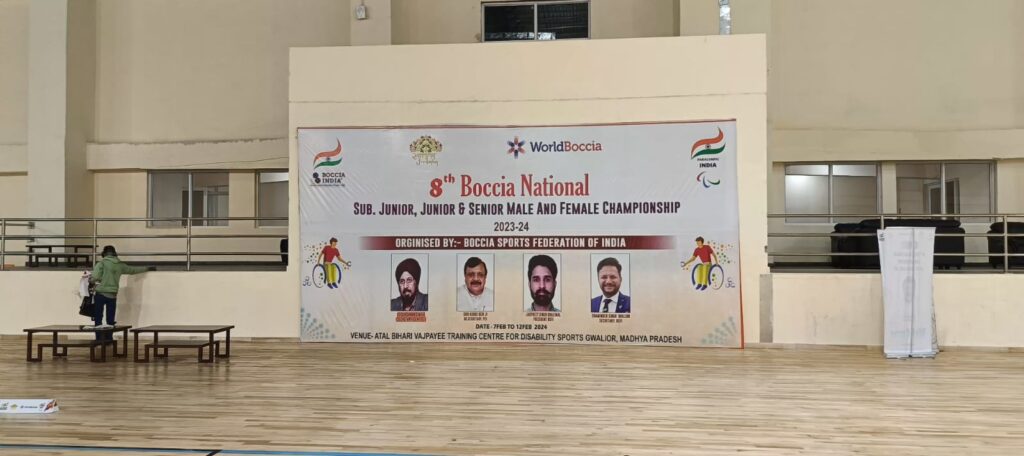 BOCCIA
INDIA
WorldBoccia
PARALYMPIC
INDIA
8th Boccia National
SUB. JUNIOR, JUNIOR & SENIOR MALE AND FEMALE CHAMPIONSHIP
2023-24
ORGNISED BY:- BOCCIA SPORTS FEDERATION OF INDIA
DATE - 7FEB TO 12FEB 2024
VENUE- ATAL BIHARI VAJPAYEE TRAINING CENTRE FOR DISABILITY SPORTS GWALIOR, MADHYA PRADESH